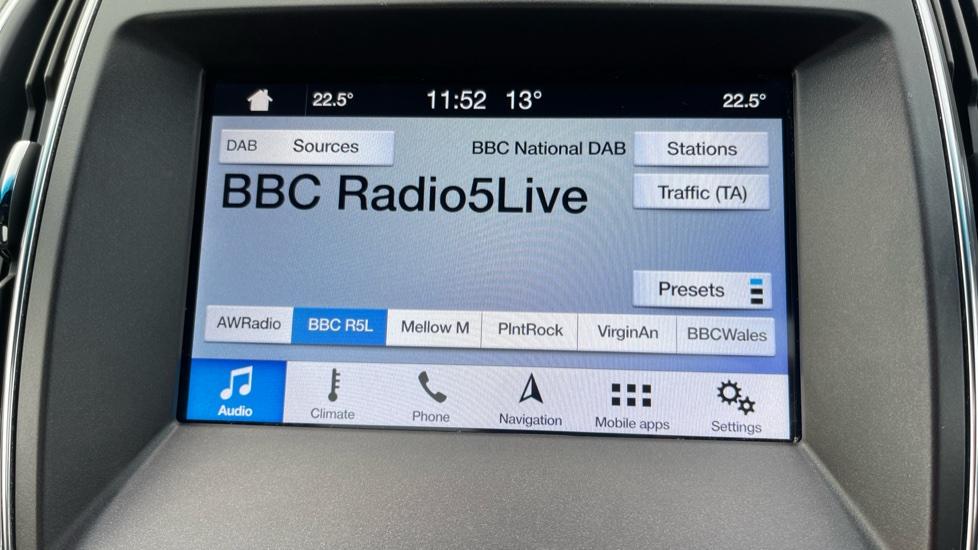 22.5° 11:52 13° 22.5°
DAB Sources BBC National DAB Stations
BBC Radio5Live
Traffic (TA)
Presets
AWRadio BBC R5L Mellow M PlntRock VirginAn BBCWales
Audio Climate Phone Navigation Mobile apps Settings